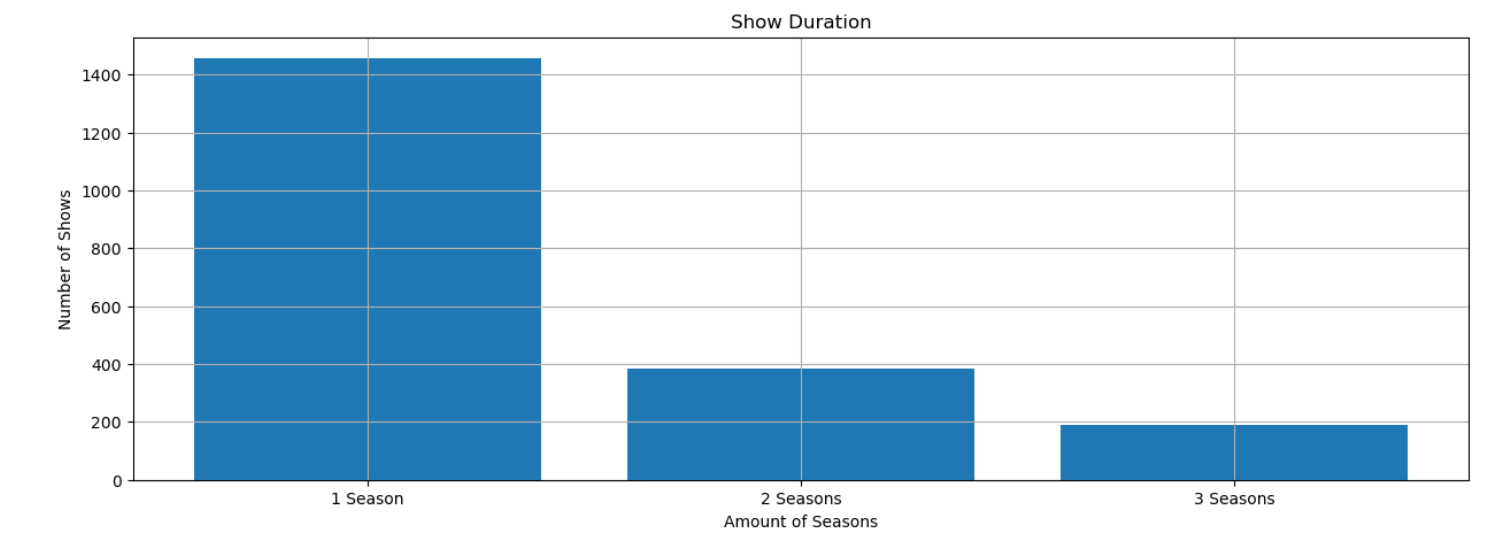 Show Duration
1400
1200
1000
800
600
400
200
0
Number of Shows
1 Season
2 Seasons
3 Seasons
Amount of Seasons